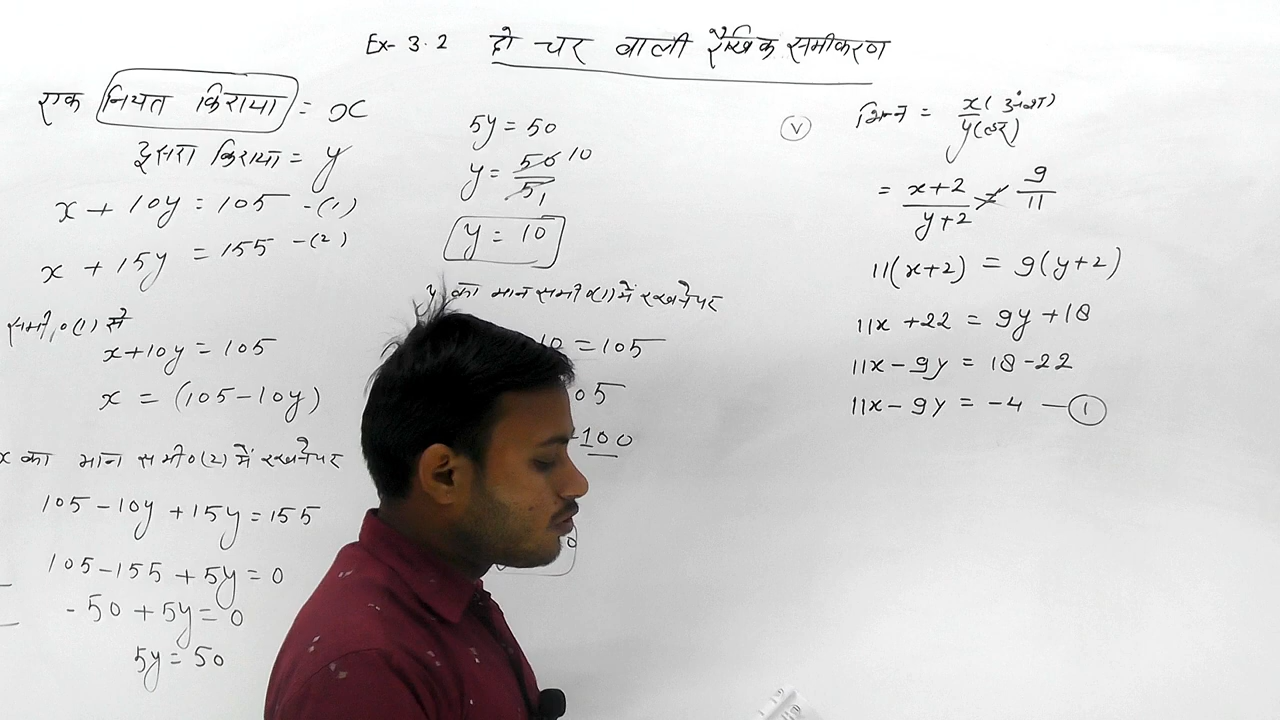 Ex- 3.2 दो चर वाली रैखिक समीकरण
एक नियत किराया = x
दुसरा किराया = y
x + 10y = 105 -(1)
x + 15y = 155 -(2)
समी०(1) से
x+10y = 105
x = (105-10y)
x का मान समी०(2) में रखने पर
105-10y+15y=155
105-155+5y=0
-50+5y=0
5y=50
5y=50
y= 50/5 10 1
y= 10
y का मान समी०(1) में रखने पर
10 =105
05
-100
0
v भिन्न = x(अंश)/y(हर)
= x+2/y+2 = 9/11
11(x+2) = 9(y+2)
11x +22 = 9y+18
11x-9y = 18-22
11x-9y = -4 —(1)